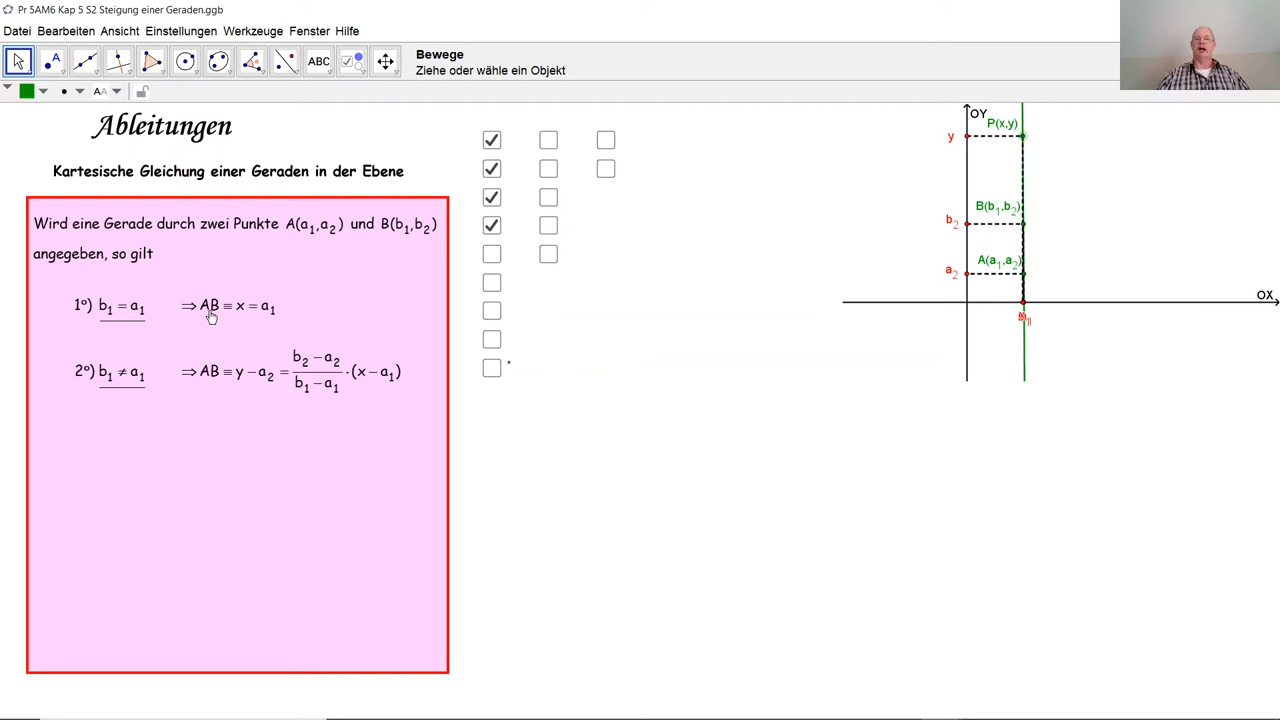 Pr 5AM6 Kap 5 S2 Steigung einer Geraden.ggb
Datei Bearbeiten Ansicht Einstellungen Werkzeuge Fenster Hilfe
A
ABC
Bewege
Ziehe oder wähle ein Objekt
AA
Ableitungen
Kartesische Gleichung einer Geraden in der Ebene
Wird eine Gerade durch zwei Punkte A(a₁,a₂) und B(b₁,b₂)
angegeben, so gilt
1°) b₁ = a₁ ⇒ AB ≡ x = a₁
2°) b₁ ≠ a₁ ⇒ AB ≡ y − a₂ = (b₂ − a₂)/(b₁ − a₁) · (x − a₁)
OY
P(x,y)
y
B(b₁,b₂)
b₂
A(a₁,a₂)
a₂
OX